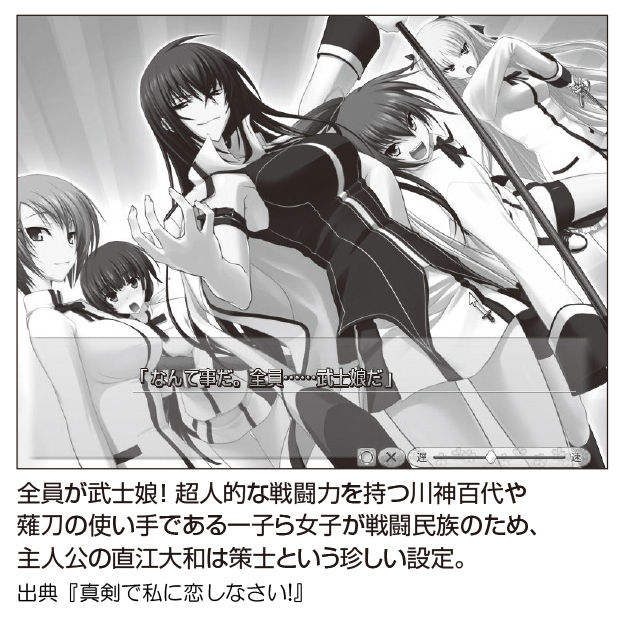 「なんて事だ。全員……武士娘だ」
遅
速
全員が武士娘! 超人的な戦闘力を持つ川神百代や
薙刀の使い手である一子ら女子が戦闘民族のため、
主人公の直江大和は策士という珍しい設定。
出典『真剣で私に恋しなさい!』